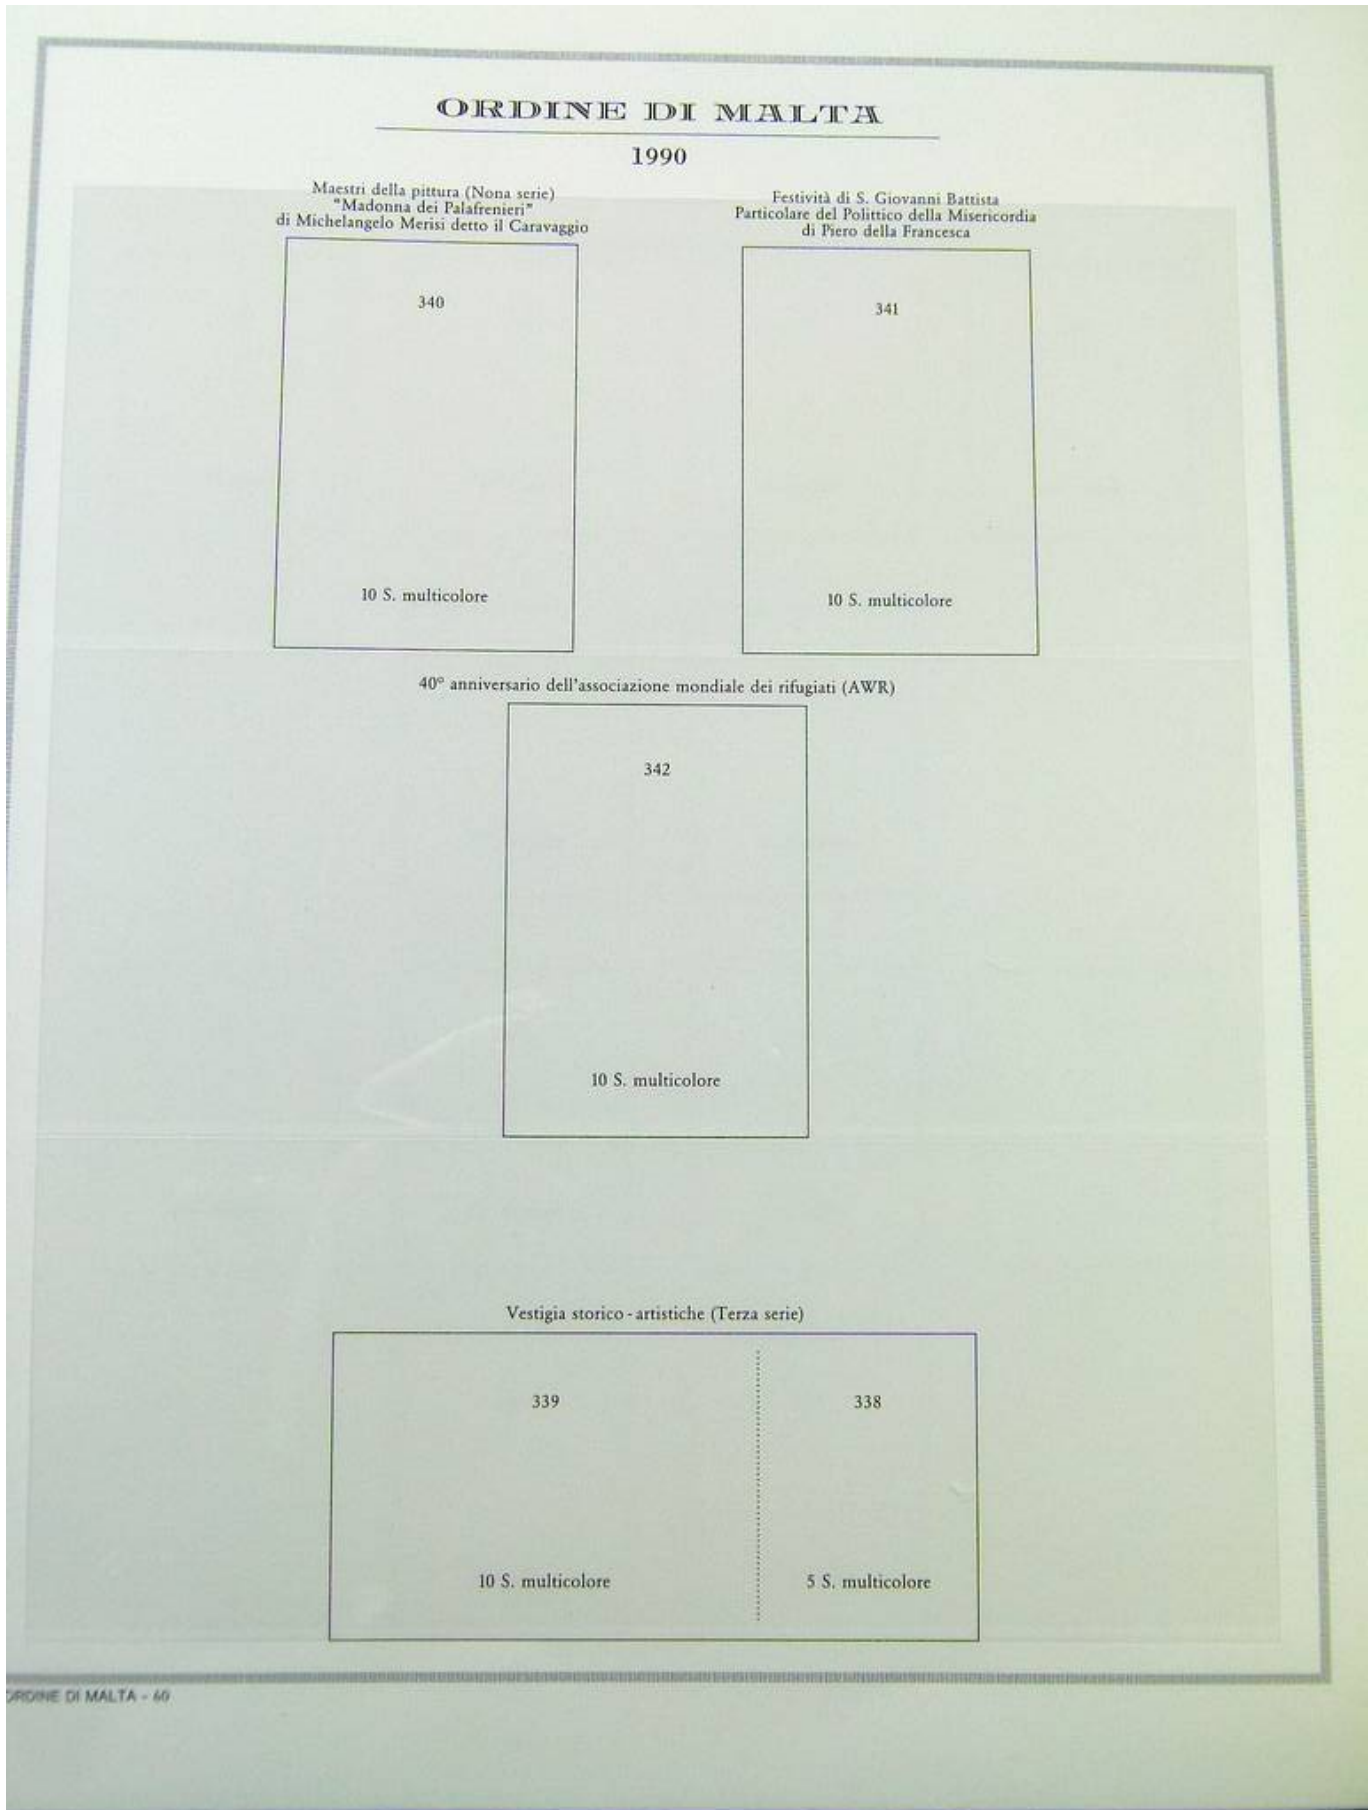 ORDINE DI MALTA
1990
Maestri della pittura (Nona serie)
"Madonna dei Palafrenieri"
di Michelangelo Merisi detto il Caravaggio
340
10 S. multicolore
Festività di S. Giovanni Battista
Particolare del Polittico della Misericordia
di Piero della Francesca
341
10 S. multicolore
40° anniversario dell'associazione mondiale dei rifugiati (AWR)
342
10 S. multicolore
Vestigia storico - artistiche (Terza serie)
339
10 S. multicolore
338
5 S. multicolore
ORDINE DI MALTA - 60